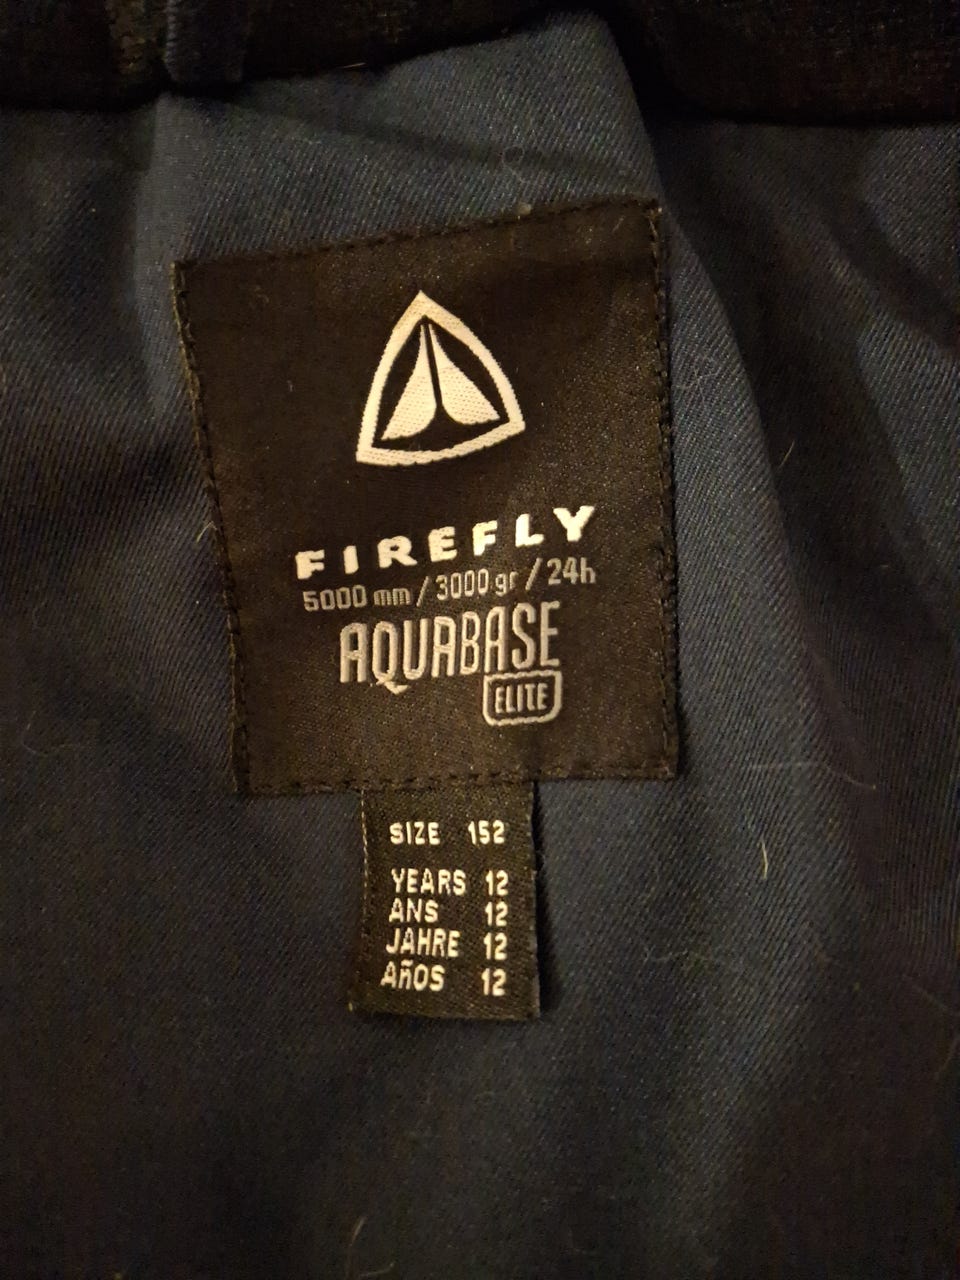 FIREFLY
5000 mm / 3000 gr / 24h
AQUABASE
ELITE
SIZE 152
YEARS 12
ANS 12
JAHRE 12
AñOS 12